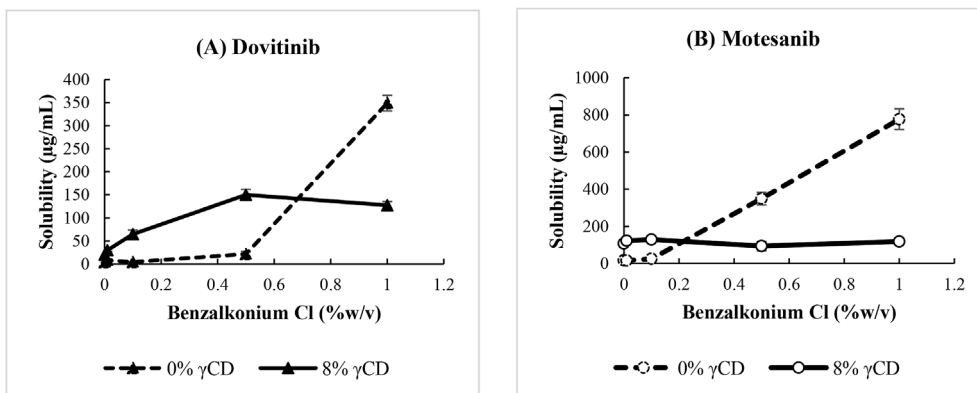 (A) Dovitinib
Solubility (µg/mL)
400
350
300
250
200
150
100
50
0
0
0.2
0.4
0.6
0.8
1
1.2
Benzalkonium Cl (%w/v)
0% γCD
8% γCD
(B) Motesanib
Solubility (µg/mL)
1000
800
600
400
200
0
0
0.2
0.4
0.6
0.8
1
1.2
Benzalkonium Cl (%w/v)
0% γCD
8% γCD